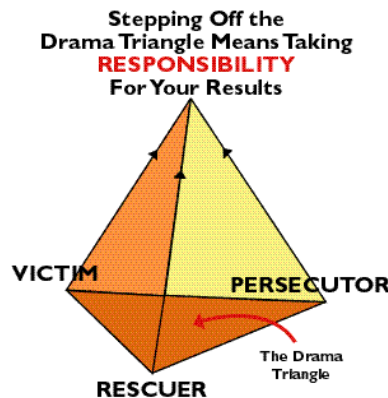 Stepping Off the
Drama Triangle Means Taking
RESPONSIBILITY
For Your Results
VICTIM
PERSECUTOR
The Drama
Triangle
RESCUER